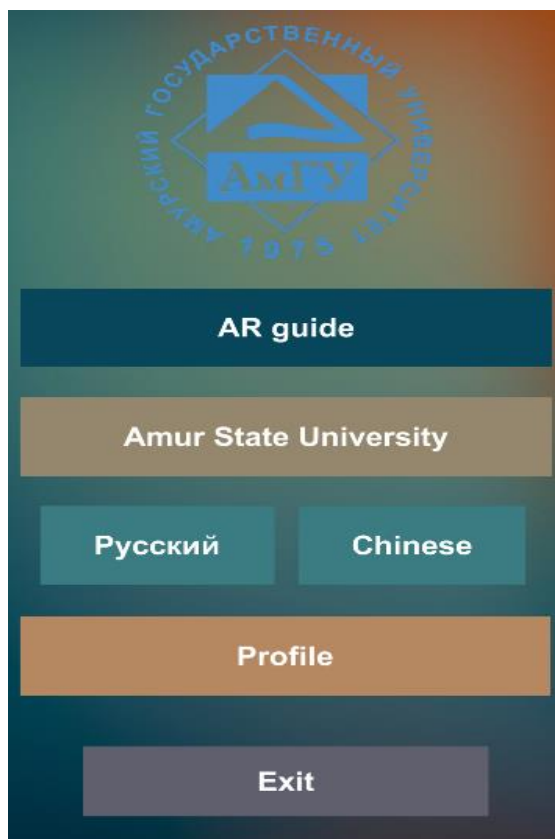 АМУРСКИЙ ГОСУДАРСТВЕННЫЙ УНИВЕРСИТЕТ
АмГУ
1975
AR guide
Amur State University
Русский Chinese
Profile
Exit